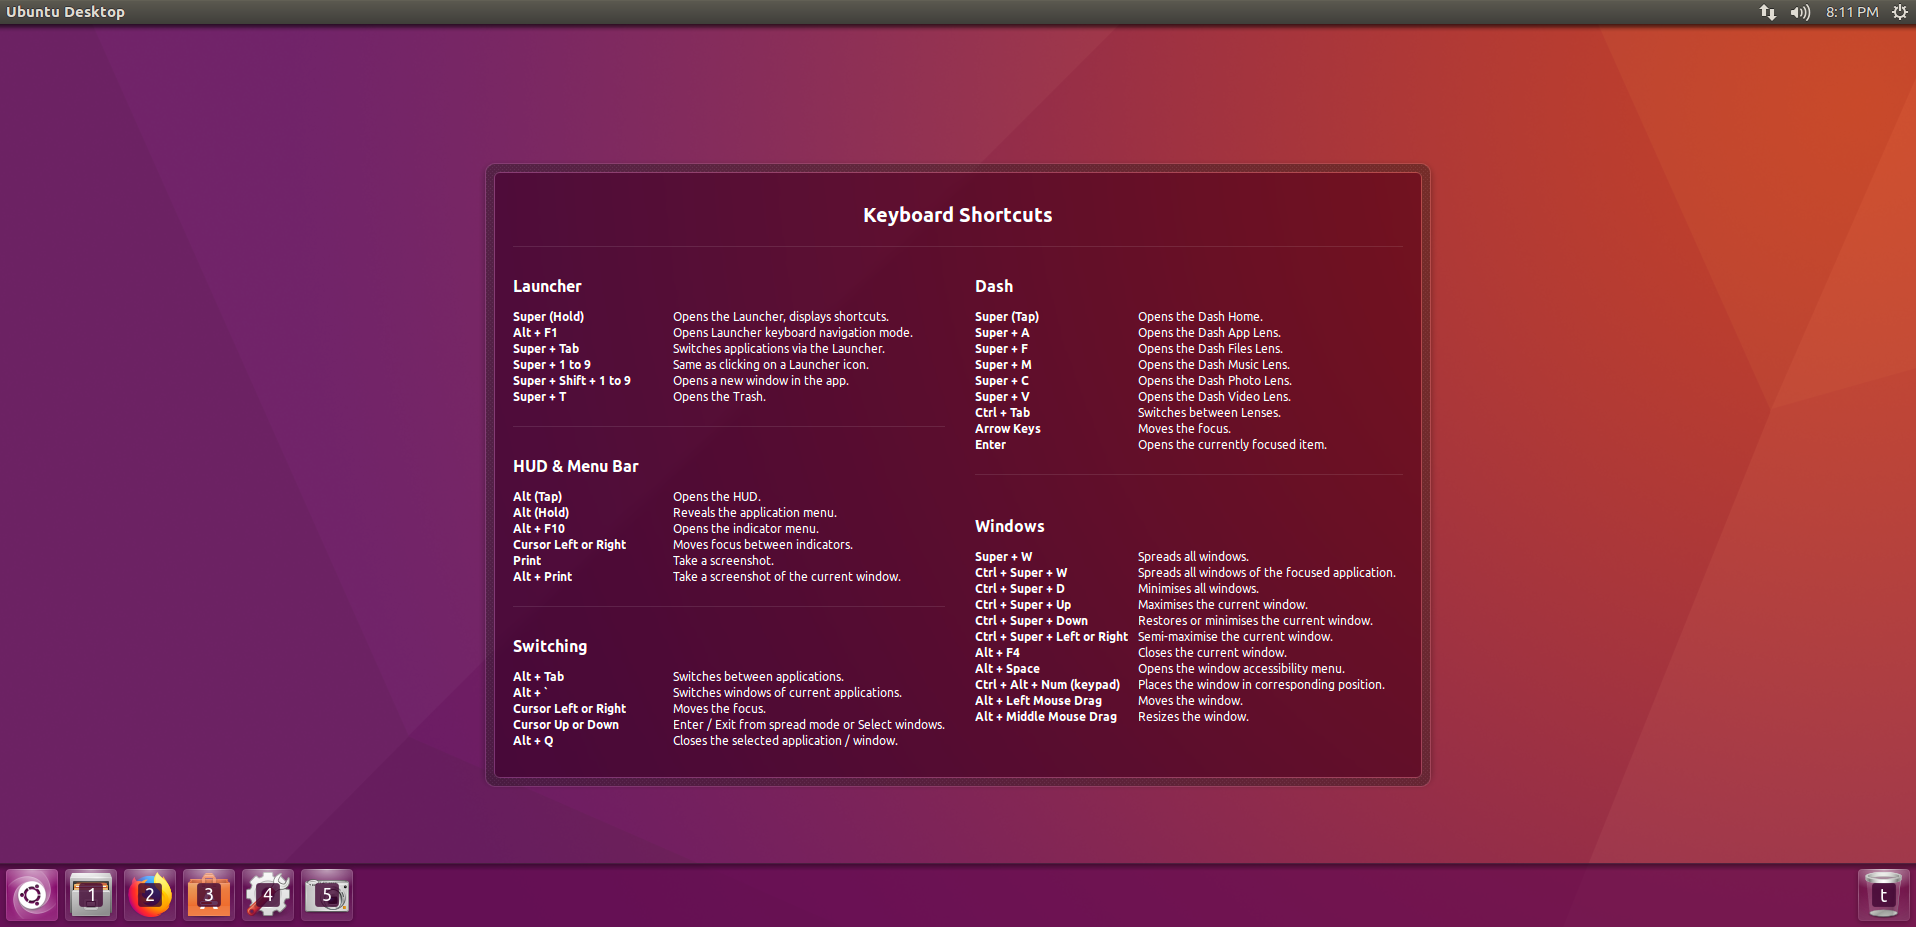 Ubuntu Desktop
8:11 PM
Keyboard Shortcuts
Launcher
Super (Hold) Opens the Launcher, displays shortcuts.
Alt + F1 Opens Launcher keyboard navigation mode.
Super + Tab Switches applications via the Launcher.
Super + 1 to 9 Same as clicking on a Launcher icon.
Super + Shift + 1 to 9 Opens a new window in the app.
Super + T Opens the Trash.
HUD & Menu Bar
Alt (Tap) Opens the HUD.
Alt (Hold) Reveals the application menu.
Alt + F10 Opens the indicator menu.
Cursor Left or Right Moves focus between indicators.
Print Take a screenshot.
Alt + Print Take a screenshot of the current window.
Switching
Alt + Tab Switches between applications.
Alt + ` Switches windows of current applications.
Cursor Left or Right Moves the focus.
Cursor Up or Down Enter / Exit from spread mode or Select windows.
Alt + Q Closes the selected application / window.
Dash
Super (Tap) Opens the Dash Home.
Super + A Opens the Dash App Lens.
Super + F Opens the Dash Files Lens.
Super + M Opens the Dash Music Lens.
Super + C Opens the Dash Photo Lens.
Super + V Opens the Dash Video Lens.
Ctrl + Tab Switches between Lenses.
Arrow Keys Moves the focus.
Enter Opens the currently focused item.
Windows
Super + W Spreads all windows.
Ctrl + Super + W Spreads all windows of the focused application.
Ctrl + Super + D Minimises all windows.
Ctrl + Super + Up Maximises the current window.
Ctrl + Super + Down Restores or minimises the current window.
Ctrl + Super + Left or Right Semi-maximise the current window.
Alt + F4 Closes the current window.
Alt + Space Opens the window accessibility menu.
Ctrl + Alt + Num (keypad) Places the window in corresponding position.
Alt + Left Mouse Drag Moves the window.
Alt + Middle Mouse Drag Resizes the window.
1 2 3 4 5 t